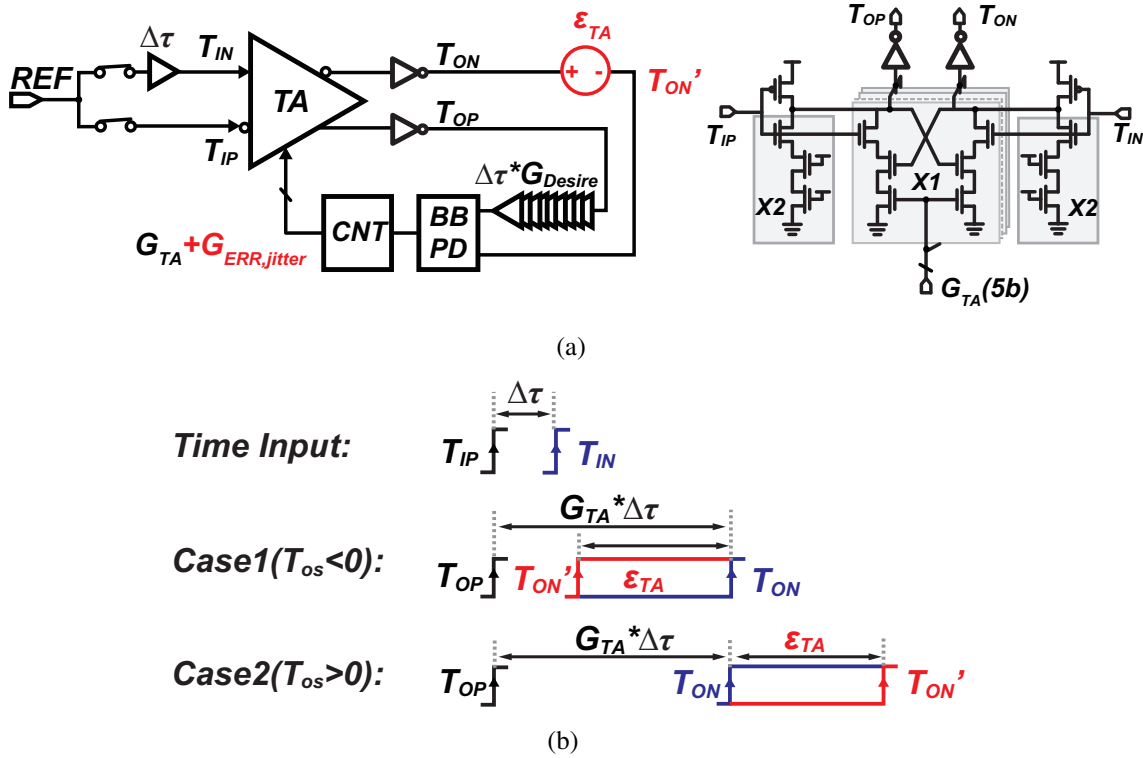 Δτ
T_IN
REF
TA
T_IP
T_ON
T_OP
ε_TA
+ -
T_ON'
Δτ*G_Desire
BB
PD
CNT
G_TA+G_ERR,jitter
T_OP
T_ON
T_IP
T_IN
X2
X1
X2
G_TA(5b)
(a)
Δτ
Time Input:
T_IP
T_IN
G_TA*Δτ
Case1(T_os<0):
T_OP
T_ON'
ε_TA
T_ON
G_TA*Δτ
ε_TA
Case2(T_os>0):
T_OP
T_ON
T_ON'
(b)